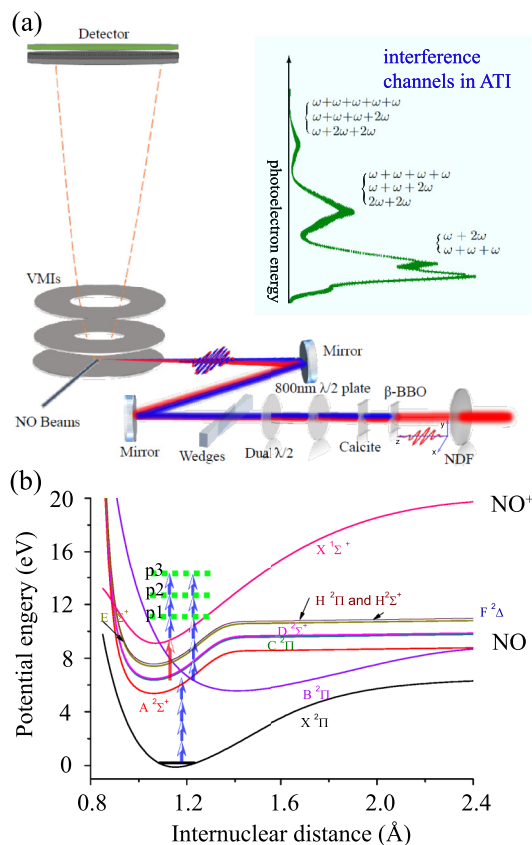 (a)
Detector
interference
channels in ATI
ω+ω+ω+ω+ω
ω+ω+ω+2ω
ω+2ω+2ω
ω+ω+ω+ω
ω+ω+2ω
2ω+2ω
ω+2ω
ω+ω+ω
photoelectron energy
VMIs
NO Beams
Mirror
800nm λ/2 plate
β-BBO
Mirror
Wedges
Dual λ/2
Calcite
z
y
x
NDF
(b)
NO⁺
X ¹Σ⁺
p3
p2
p1
H ²Π and H²Σ⁺
F ²Δ
D ²Σ⁺
C ²Π
NO
A ²Σ⁺
B ²Π
X ²Π
Potential engery (eV)
20
16
12
8
4
0
0.8
1.2
1.6
2.0
2.4
Internuclear distance (Å)